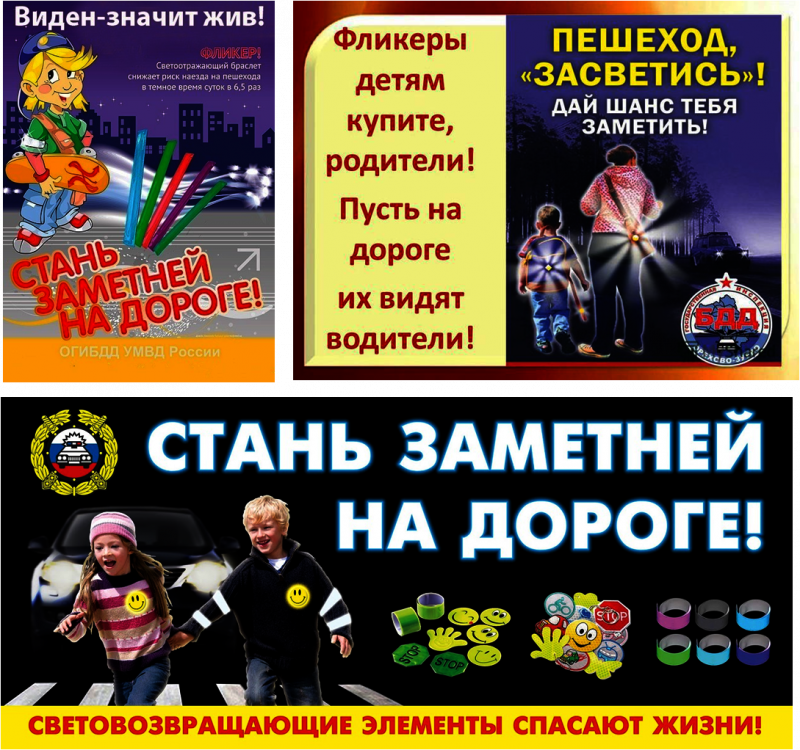 Виден-значит жив!
ФЛИКЕР!
Светоотражающий браслет
снижает риск наезда на пешехода
в темное время суток в 6,5 раз
СТАНЬ
ЗАМЕТНЕЙ
НА ДОРОГЕ!
ОГИБДД УМВД России
Фликеры
детям
купите,
родители!
Пусть на
дороге
их видят
водители!
ПЕШЕХОД,
«ЗАСВЕТИСЬ»!
ДАЙ ШАНС ТЕБЯ
ЗАМЕТИТЬ!
ГОСУДАРСТВЕННАЯ ИНСПЕКЦИЯ
БДД
СТАНЬ ЗАМЕТНЕЙ
НА ДОРОГЕ!
STOP
STOP
STOP
СВЕТОВОЗВРАЩАЮЩИЕ ЭЛЕМЕНТЫ СПАСАЮТ ЖИЗНИ!